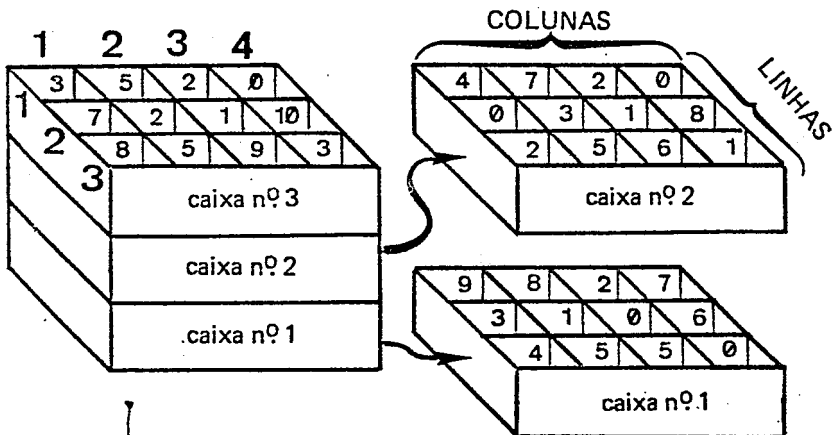 COLUNAS
LINHAS
1 2 3 4
1 3 5 2 0
2 7 2 1 10
3 8 5 9 3
caixa nº 3
caixa nº 2
caixa nº 1
4 7 2 0
0 3 1 8
2 5 6 1
caixa nº 2
9 8 2 7
3 1 0 6
4 5 5 0
caixa nº 1